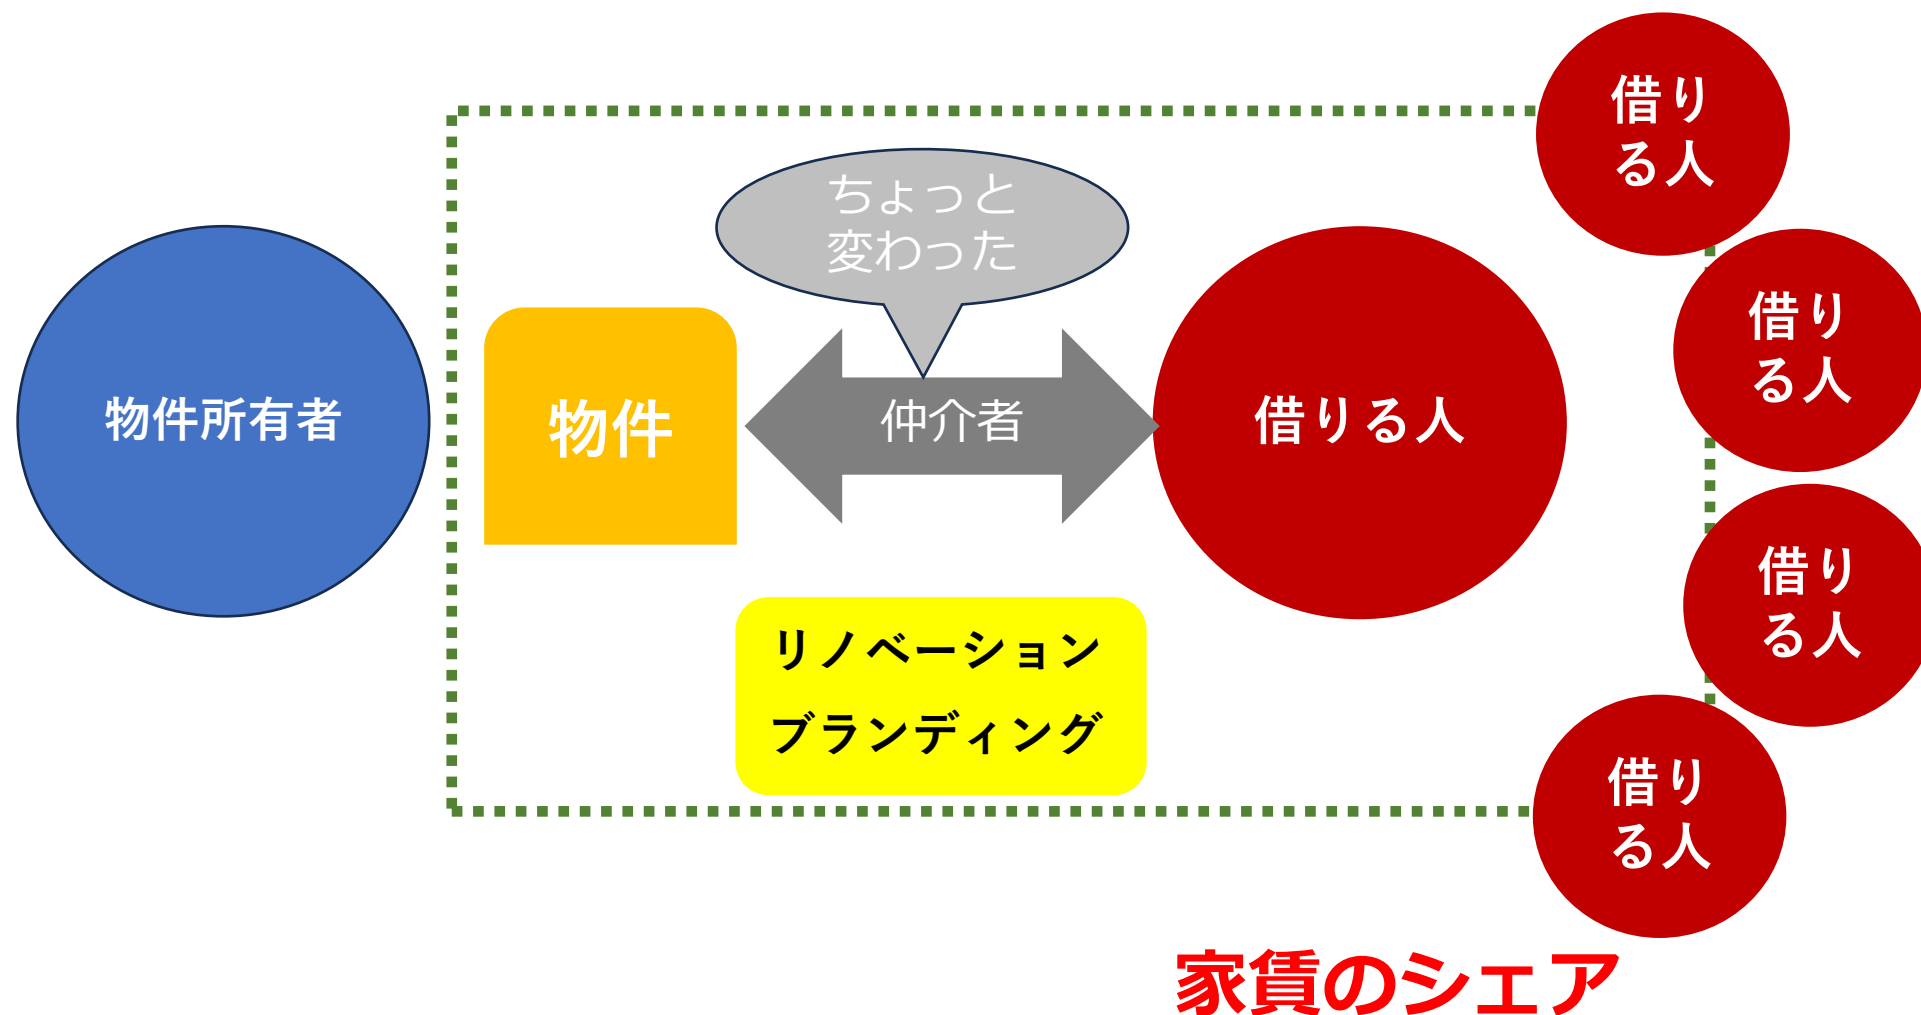 借り
る人
ちょっと
変わった
借り
る人
物件所有者
物件
仲介者
借りる人
借り
る人
リノベーション
ブランディング
借り
る人
家賃のシェア